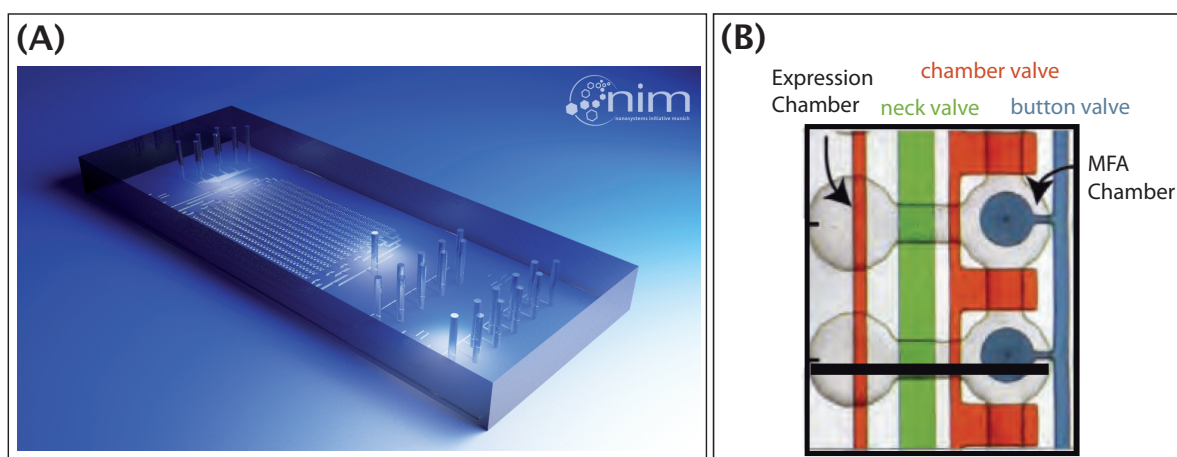 (A)
nim
nanosystems initiative munich
(B)
Expression
Chamber
chamber valve
neck valve
button valve
MFA
Chamber